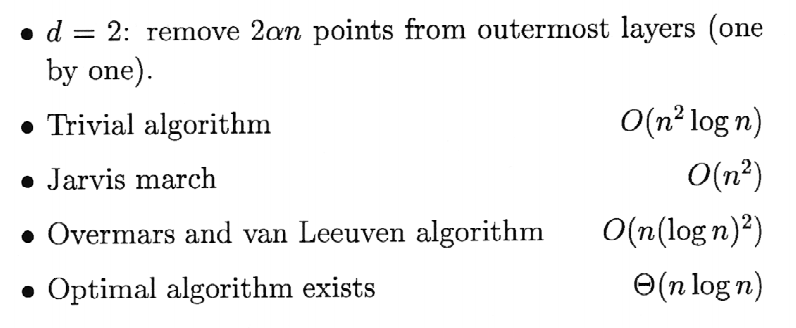 • d = 2: remove 2αn points from outermost layers (one
by one).
• Trivial algorithm O(n² log n)
• Jarvis march O(n²)
• Overmars and van Leeuven algorithm O(n(log n)²)
• Optimal algorithm exists Θ(n log n)